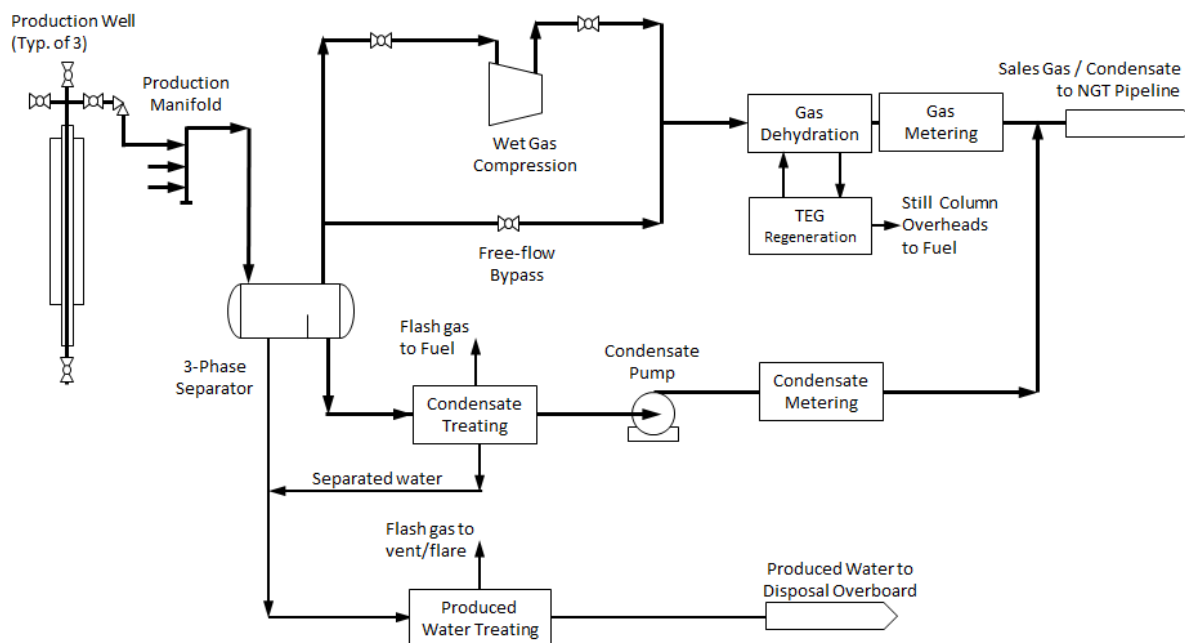 Production Well
(Typ. of 3)
Production
Manifold
Wet Gas
Compression
Free-flow
Bypass
Gas
Dehydration
Gas
Metering
Sales Gas / Condensate
to NGT Pipeline
TEG
Regeneration
Still Column
Overheads
to Fuel
3-Phase
Separator
Flash gas
to Fuel
Condensate
Treating
Condensate
Pump
Condensate
Metering
Separated water
Flash gas to
vent/flare
Produced
Water Treating
Produced Water to
Disposal Overboard